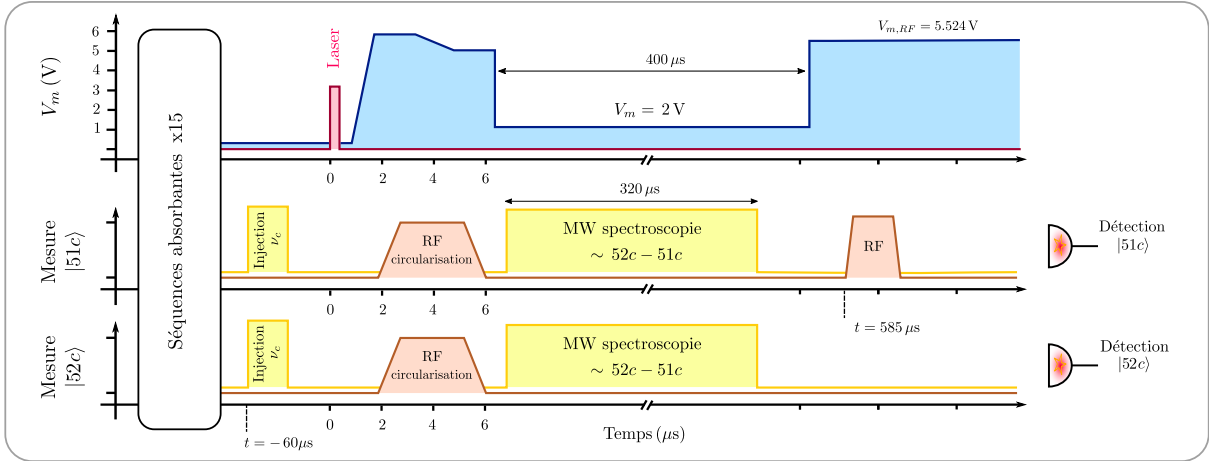 V_m (V)
6
5
4
3
2
1
Laser
400 μs
V_m = 2 V
V_{m,RF} = 5.524 V
0
2
4
6
Séquences absorbantes x15
Mesure
|51c⟩
Injection
ν_c
RF
circularisation
320 μs
MW spectroscopie
∼ 52c − 51c
RF
Détection
|51c⟩
0
2
4
6
t = 585 μs
Mesure
|52c⟩
Injection
ν_c
RF
circularisation
MW spectroscopie
∼ 52c − 51c
Détection
|52c⟩
0
2
4
6
t = − 60μs
Temps (μs)